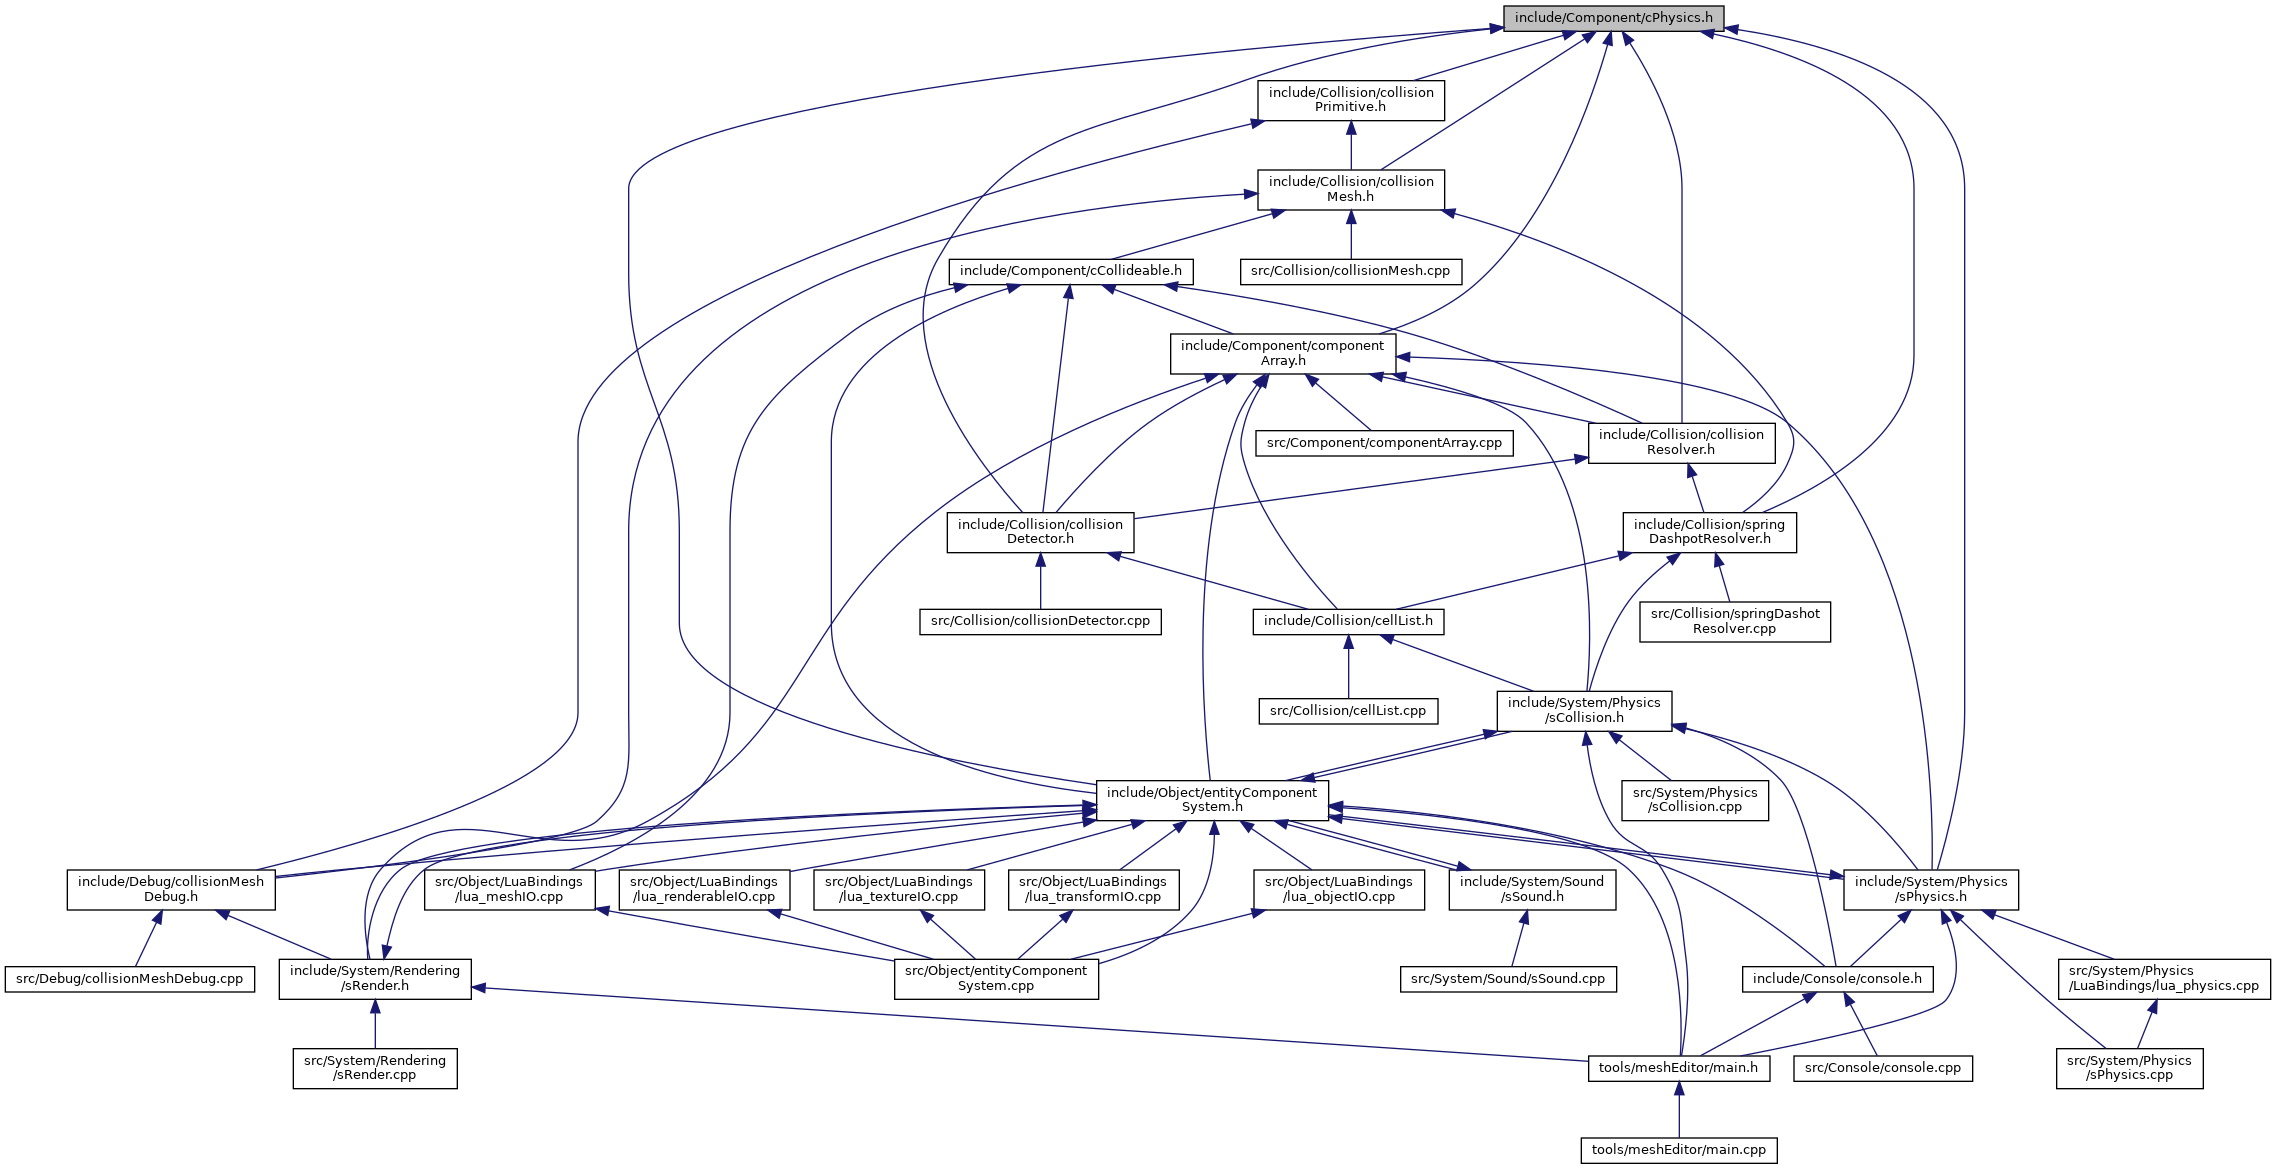 include/Component/cPhysics.h
include/Collision/collision
Primitive.h
include/Collision/collision
Mesh.h
include/Component/cCollideable.h
src/Collision/collisionMesh.cpp
include/Component/component
Array.h
src/Component/componentArray.cpp
include/Collision/collision
Resolver.h
include/Collision/collision
Detector.h
include/Collision/spring
DashpotResolver.h
src/Collision/collisionDetector.cpp
include/Collision/cellList.h
src/Collision/springDashot
Resolver.cpp
src/Collision/cellList.cpp
include/System/Physics
/sCollision.h
include/Object/entityComponent
System.h
src/System/Physics
/sCollision.cpp
include/Debug/collisionMesh
Debug.h
src/Object/LuaBindings
/lua_meshIO.cpp
src/Object/LuaBindings
/lua_renderableIO.cpp
src/Object/LuaBindings
/lua_textureIO.cpp
src/Object/LuaBindings
/lua_transformIO.cpp
src/Object/LuaBindings
/lua_objectIO.cpp
include/System/Sound
/sSound.h
include/System/Physics
/sPhysics.h
src/Debug/collisionMeshDebug.cpp
include/System/Rendering
/sRender.h
src/Object/entityComponent
System.cpp
src/System/Sound/sSound.cpp
include/Console/console.h
src/System/Physics
/LuaBindings/lua_physics.cpp
src/System/Rendering
/sRender.cpp
tools/meshEditor/main.h
src/Console/console.cpp
src/System/Physics
/sPhysics.cpp
tools/meshEditor/main.cpp